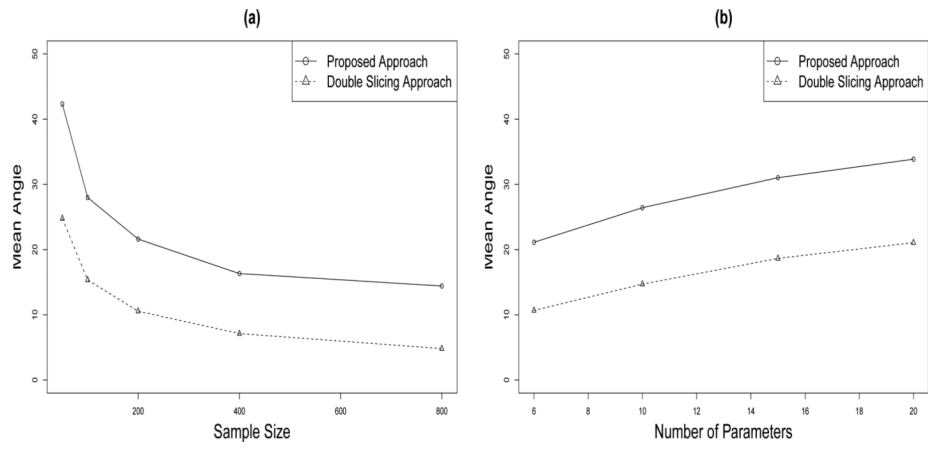 (a)
Mean Angle
50
40
30
20
10
0
Proposed Approach
Double Slicing Approach
200
400
600
800
Sample Size
(b)
Mean Angle
50
40
30
20
10
0
Proposed Approach
Double Slicing Approach
6
8
10
12
14
16
18
20
Number of Parameters